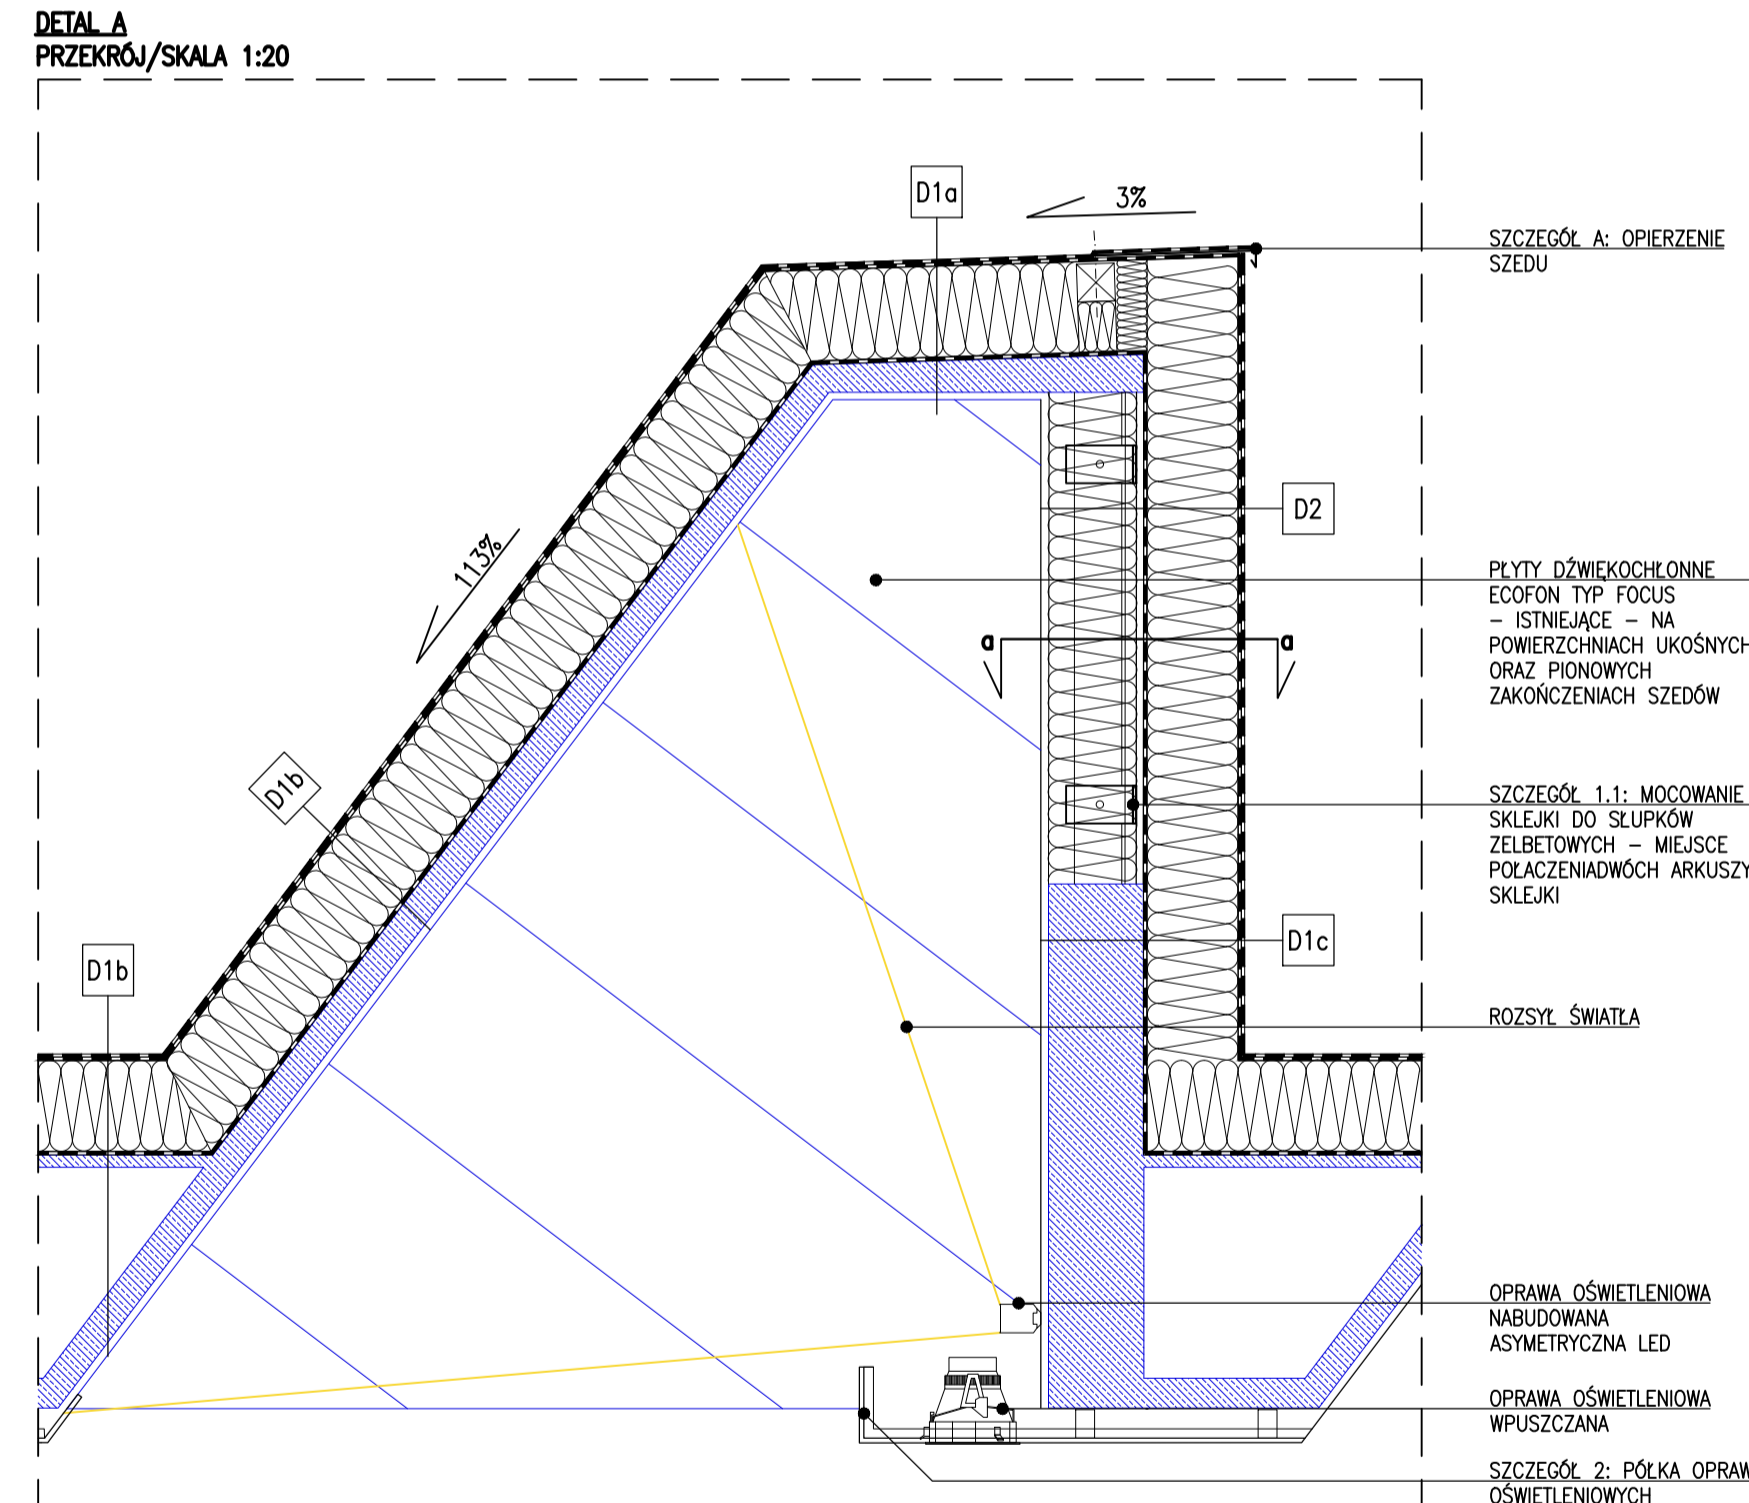 DETAL A
PRZEKRÓJ/SKALA 1:20
D1a
3%
SZCZEGÓŁ A: OPIERZENIE
SZEDU
D2
113%
PŁYTY DŹWIĘKOCHŁONNE
ECOFON TYP FOCUS
– ISTNIEJĄCE – NA
POWIERZCHNIACH UKOŚNYCH
ORAZ PIONOWYCH
ZAKOŃCZENIACH SZEDÓW
a
a
D1b
SZCZEGÓŁ 1.1: MOCOWANIE
SKLEJKI DO SŁUPKÓW
ZELBETOWYCH – MIEJSCE
POŁACZENIADWÓCH ARKUSZY
SKLEJKI
D1c
D1b
ROZSYŁ ŚWIATŁA
OPRAWA OŚWIETLENIOWA
NABUDOWANA
ASYMETRYCZNA LED
OPRAWA OŚWIETLENIOWA
WPUSZCZANA
SZCZEGÓŁ 2: PÓŁKA OPRAW
OŚWIETLENIOWYCH